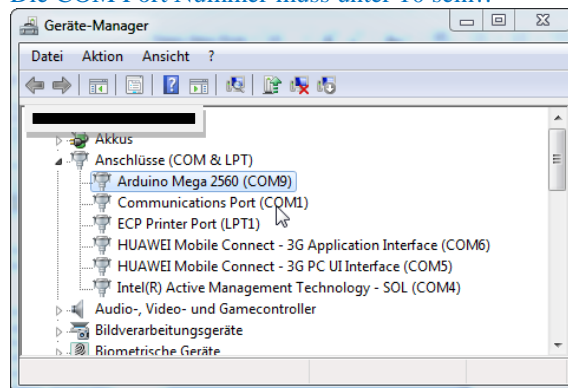 Die COM Port Nummer muss unter 10 sein!!
Geräte-Manager
Datei Aktion Ansicht ?
Akkus
Anschlüsse (COM & LPT)
Arduino Mega 2560 (COM9)
Communications Port (COM1)
ECP Printer Port (LPT1)
HUAWEI Mobile Connect - 3G Application Interface (COM6)
HUAWEI Mobile Connect - 3G PC UI Interface (COM5)
Intel(R) Active Management Technology - SOL (COM4)
Audio-, Video- und Gamecontroller
Bildverarbeitungsgeräte
Biometrische Geräte